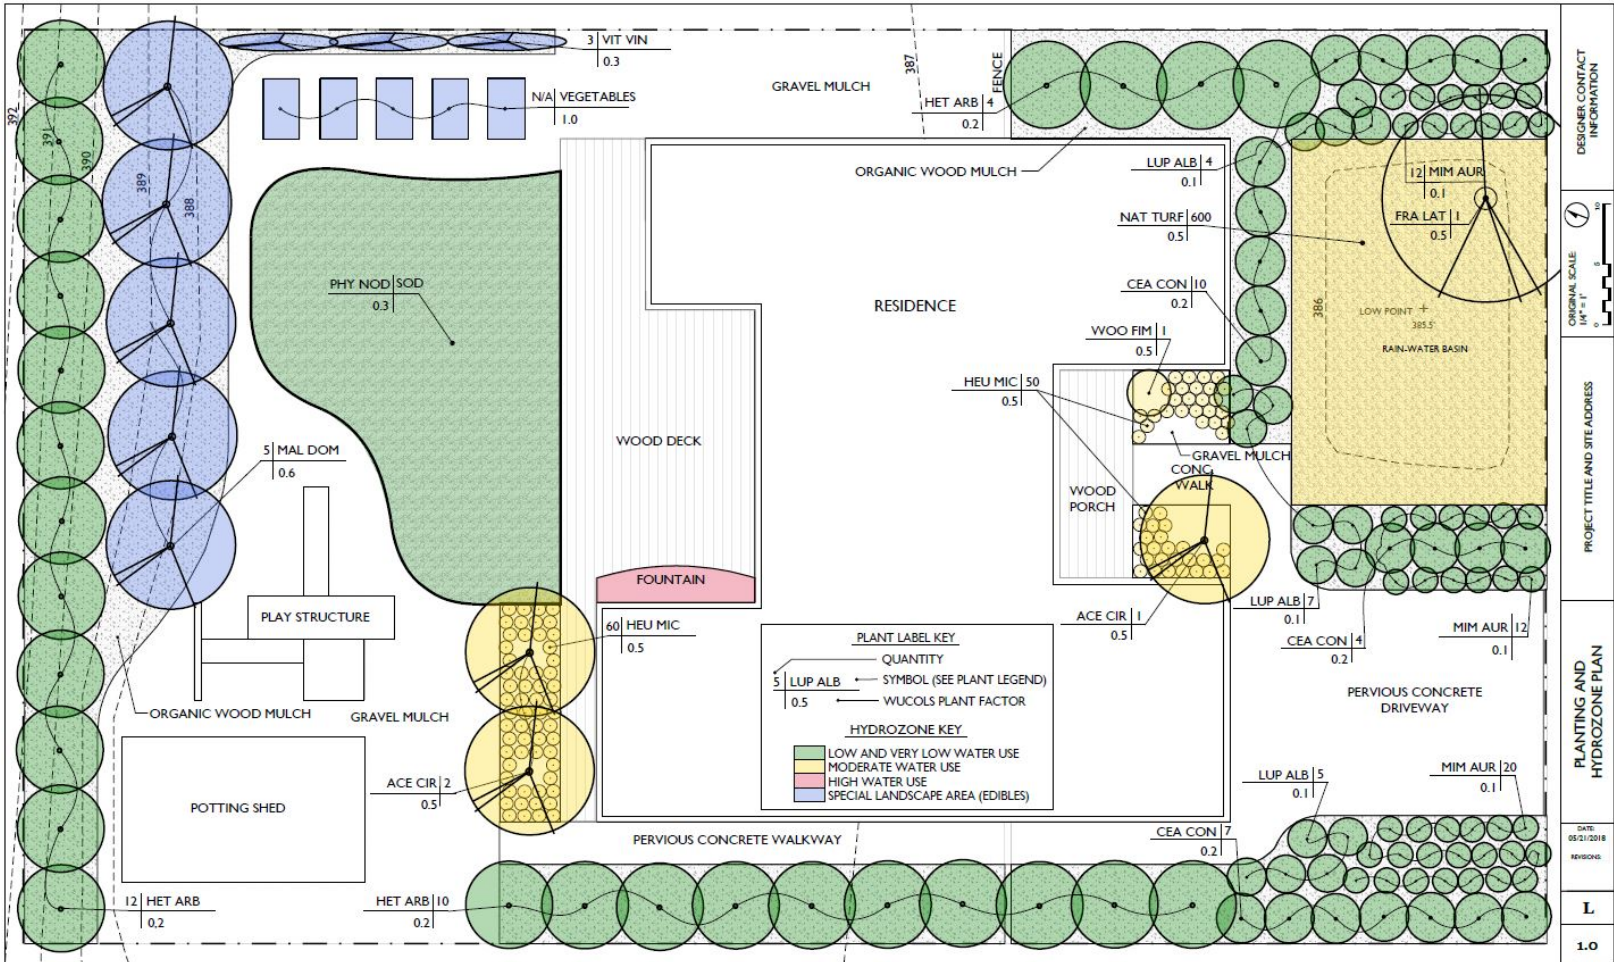 3 VIT VIN
0.3
N/A VEGETABLES
1.0
GRAVEL MULCH
387
FENCE
HET ARB 4
0.2
ORGANIC WOOD MULCH
LUP ALB 4
0.1
12 MIM AUR
0.1
FRA LAT 1
0.5
NAT TURF 600
0.5
392
391
390
389
388
PHY NOD SOD
0.3
RESIDENCE
CEA CON 10
0.2
386
LOW POINT
385.5'
RAIN-WATER BASIN
WOO FIM 1
0.5
HEU MIC 50
0.5
WOOD DECK
GRAVEL MULCH
CONC.
WALK
WOOD
PORCH
5 MAL DOM
0.6
FOUNTAIN
PLAY STRUCTURE
60 HEU MIC
0.5
ACE CIR 1
0.5
LUP ALB 7
0.1
CEA CON 4
0.2
MIM AUR 12
0.1
PLANT LABEL KEY
QUANTITY
5 LUP ALB
0.5
SYMBOL (SEE PLANT LEGEND)
WUCOLS PLANT FACTOR
HYDROZONE KEY
LOW AND VERY LOW WATER USE
MODERATE WATER USE
HIGH WATER USE
SPECIAL LANDSCAPE AREA (EDIBLES)
PERVIOUS CONCRETE
DRIVEWAY
ORGANIC WOOD MULCH
GRAVEL MULCH
ACE CIR 2
0.5
POTTING SHED
PERVIOUS CONCRETE WALKWAY
LUP ALB 5
0.1
MIM AUR 20
0.1
CEA CON 7
0.2
12 HET ARB
0,2
HET ARB 10
0.2
DESIGNER CONTACT
INFORMATION
ORIGINAL SCALE:
1/4" = 1'
0 5 10
PROJECT TITLE AND SITE ADDRESS
PLANTING AND
HYDROZONE PLAN
DATE:
05/21/2018
REVISIONS:
L
1.0